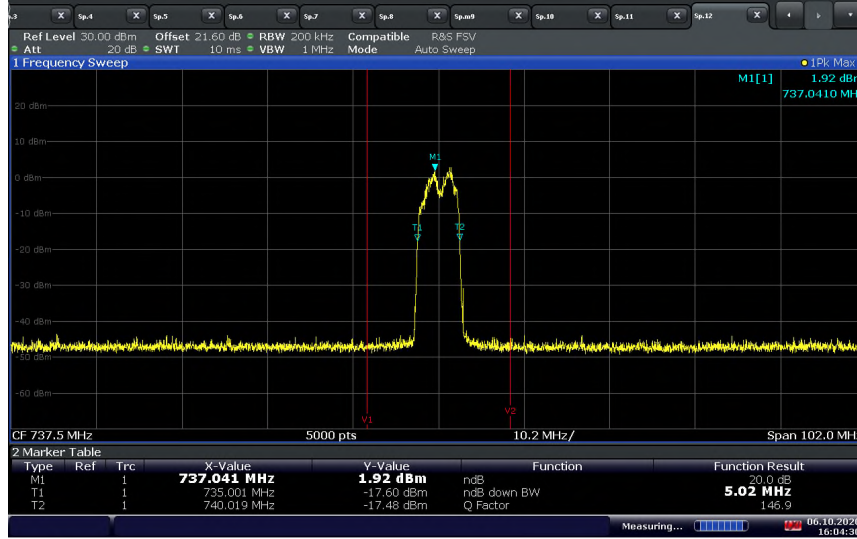 .3 X Sp.4 X Sp.5 X Sp.6 X Sp.7 X Sp.8 X Sp.m9 X Sp.10 X Sp.11 X Sp.12 X
Ref Level 30.00 dBm Offset 21.60 dB RBW 200 kHz Compatible R&S FSV
Att 20 dB SWT 10 ms VBW 1 MHz Mode Auto Sweep
1 Frequency Sweep 1Pk Max
M1[1] 1.92 dBm
737.0410 MH
20 dBm
10 dBm
M1
0 dBm
-10 dBm
T1 T2
-20 dBm
-30 dBm
-40 dBm
-50 dBm
-60 dBm
V1 V2
CF 737.5 MHz 5000 pts 10.2 MHz/ Span 102.0 MH
2 Marker Table
Type Ref Trc X-Value Y-Value Function Function Result
M1 1 737.041 MHz 1.92 dBm ndB 20.0 dB
T1 1 735.001 MHz -17.60 dBm ndB down BW 5.02 MHz
T2 1 740.019 MHz -17.48 dBm Q Factor 146.9
Measuring... 06.10.2020
16:04:30